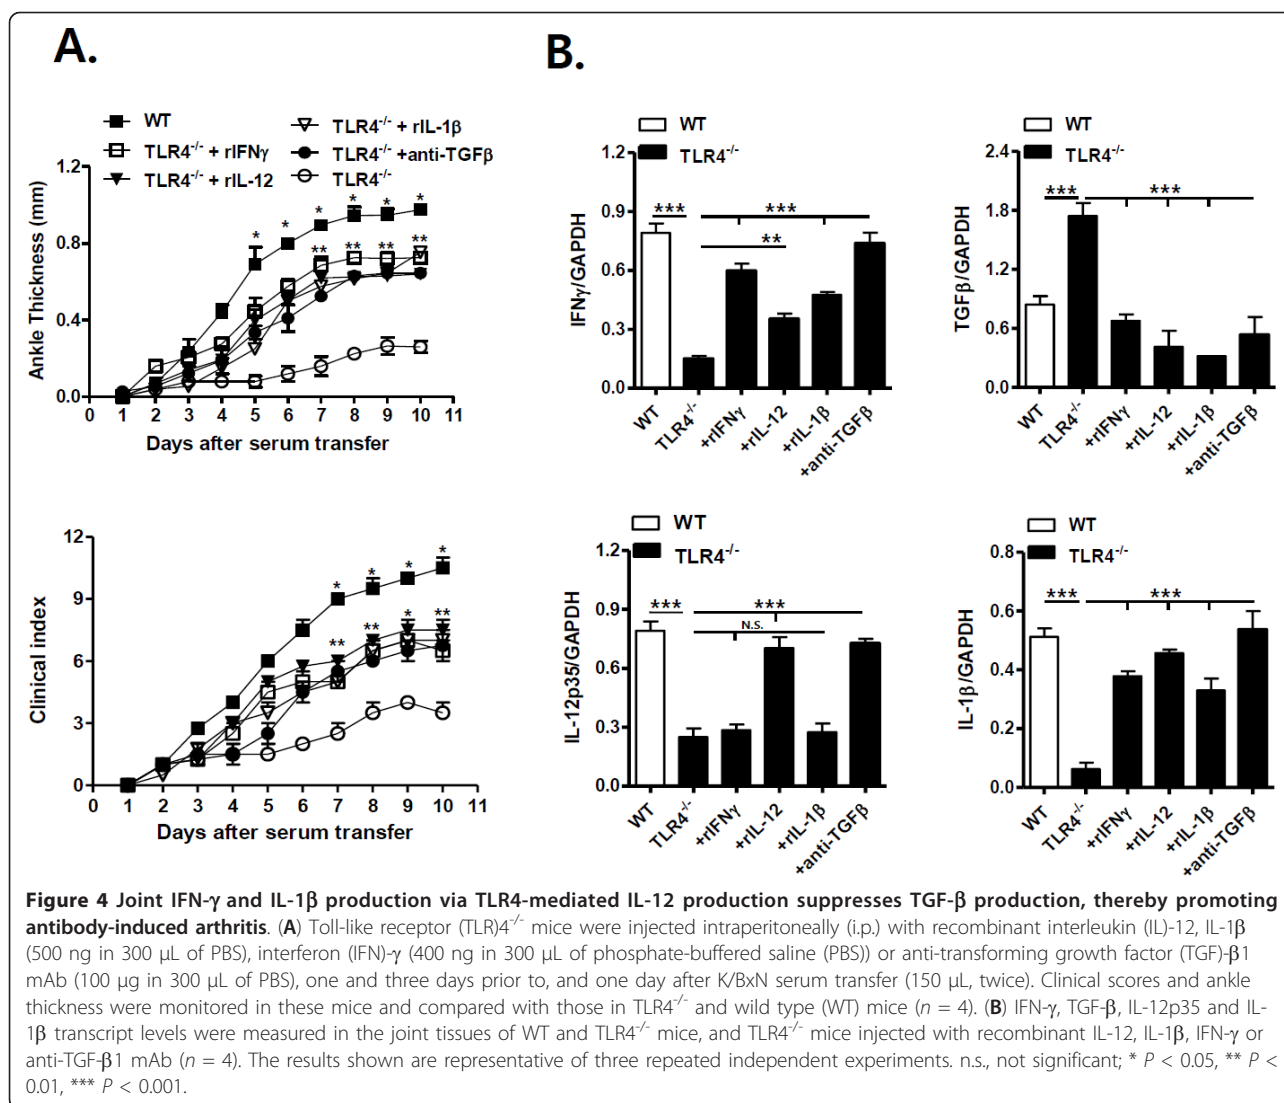 A.
B.
WT
TLR4-/- + rIFNγ
TLR4-/- + rIL-12
TLR4-/- + rIL-1β
TLR4-/- +anti-TGFβ
TLR4-/-
Ankle Thickness (mm)
1.2
0.8
0.4
0.0
* * * * * *
** ** ** **
0 1 2 3 4 5 6 7 8 9 10 11
Days after serum transfer
WT
TLR4-/-
IFNγ/GAPDH
1.2
0.9
0.6
0.3
0.0
*** ***
**
WT TLR4-/- +rIFNγ +rIL-12 +rIL-1β +anti-TGFβ
WT
TLR4-/-
TGFβ/GAPDH
2.4
1.8
1.2
0.6
0.0
*** ***
WT TLR4-/- +rIFNγ +rIL-12 +rIL-1β +anti-TGFβ
Clinical index
12
9
6
3
0
* * * *
** ** * **
0 1 2 3 4 5 6 7 8 9 10 11
Days after serum transfer
WT
TLR4-/-
IL-12p35/GAPDH
1.2
0.9
0.6
0.3
0.0
*** ***
N.S.
WT TLR4-/- +rIFNγ +rIL-12 +rIL-1β +anti-TGFβ
WT
TLR4-/-
IL-1β/GAPDH
0.8
0.6
0.4
0.2
0.0
*** ***
WT TLR4-/- +rIFNγ +rIL-12 +rIL-1β +anti-TGFβ
Figure 4 Joint IFN-γ and IL-1β production via TLR4-mediated IL-12 production suppresses TGF-β production, thereby promoting
antibody-induced arthritis. (A) Toll-like receptor (TLR)4-/- mice were injected intraperitoneally (i.p.) with recombinant interleukin (IL)-12, IL-1β
(500 ng in 300 μL of PBS), interferon (IFN)-γ (400 ng in 300 μL of phosphate-buffered saline (PBS)) or anti-transforming growth factor (TGF)-β1
mAb (100 μg in 300 μL of PBS), one and three days prior to, and one day after K/BxN serum transfer (150 μL, twice). Clinical scores and ankle
thickness were monitored in these mice and compared with those in TLR4-/- and wild type (WT) mice (n = 4). (B) IFN-γ, TGF-β, IL-12p35 and IL-
1β transcript levels were measured in the joint tissues of WT and TLR4-/- mice, and TLR4-/- mice injected with recombinant IL-12, IL-1β, IFN-γ or
anti-TGF-β1 mAb (n = 4). The results shown are representative of three repeated independent experiments. n.s., not significant; * P < 0.05, ** P <
0.01, *** P < 0.001.